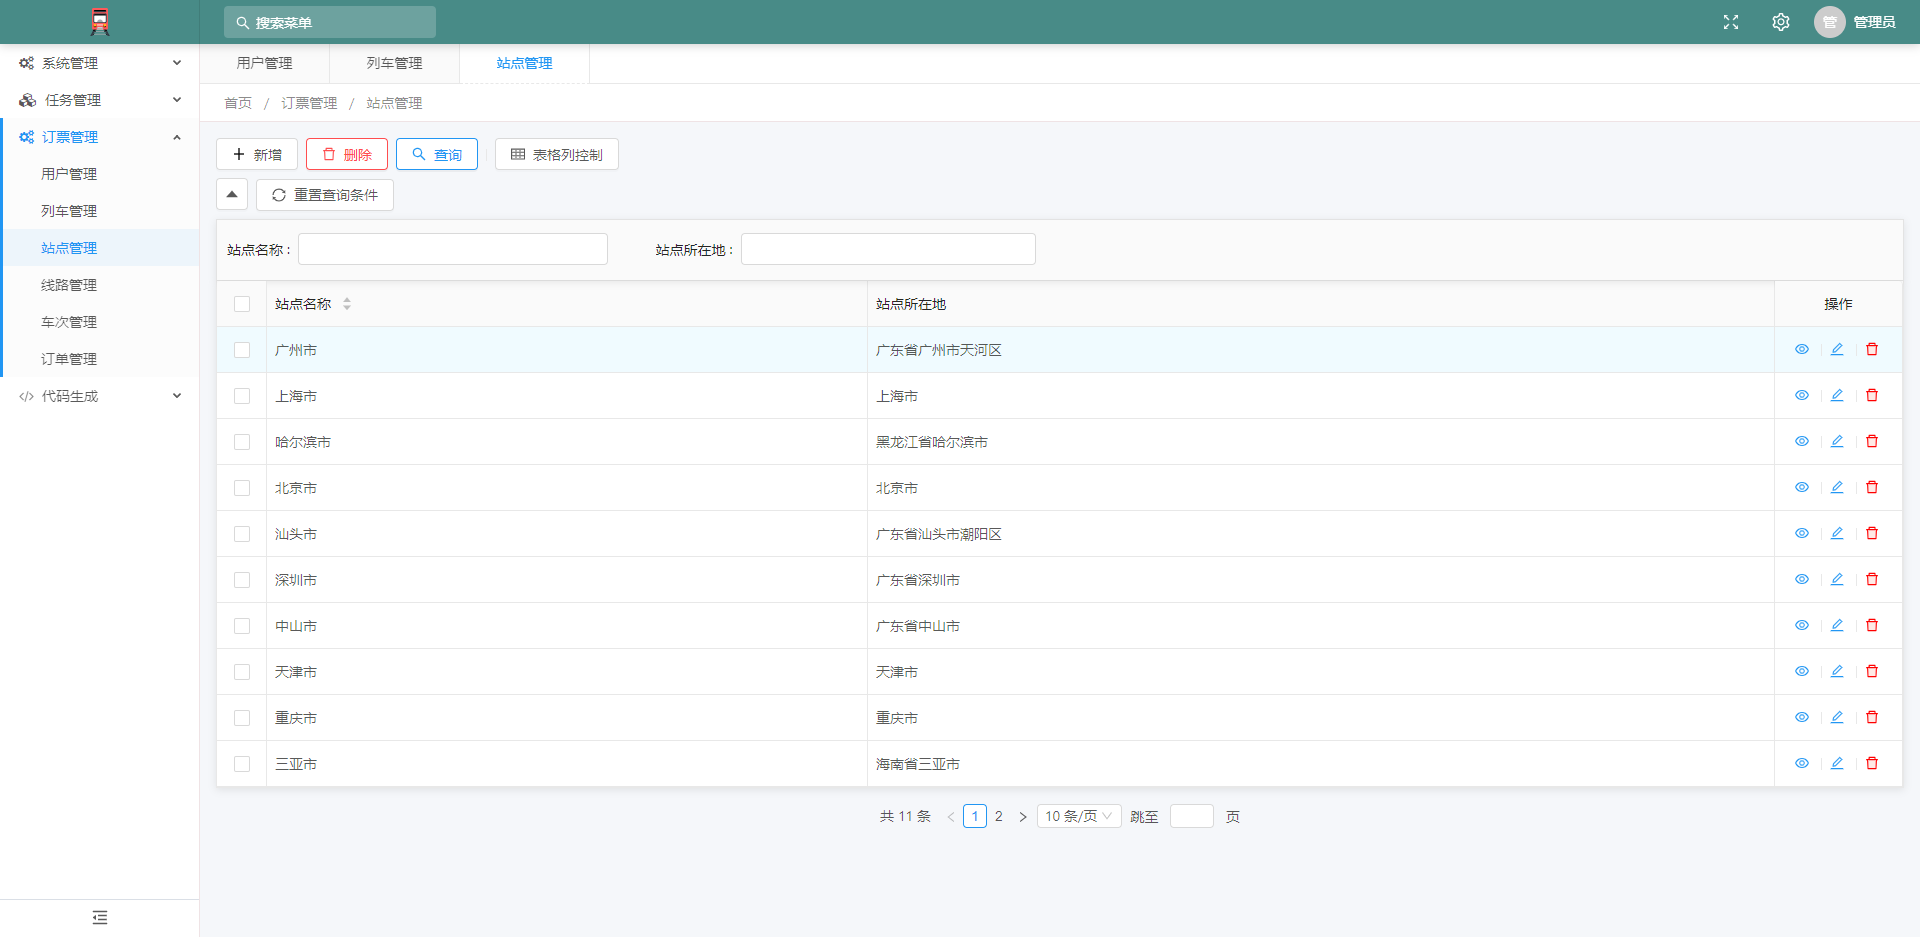 搜索菜单
管 管理员
系统管理
任务管理
订票管理
用户管理
列车管理
站点管理
线路管理
车次管理
订单管理
代码生成
用户管理 列车管理 站点管理
首页 / 订票管理 / 站点管理
新增 删除 查询 表格列控制
重置查询条件
站点名称 : 站点所在地 :
站点名称 站点所在地 操作
广州市 广东省广州市天河区
上海市 上海市
哈尔滨市 黑龙江省哈尔滨市
北京市 北京市
汕头市 广东省汕头市潮阳区
深圳市 广东省深圳市
中山市 广东省中山市
天津市 天津市
重庆市 重庆市
三亚市 海南省三亚市
共 11 条 < 1 2 > 10 条/页 跳至 页